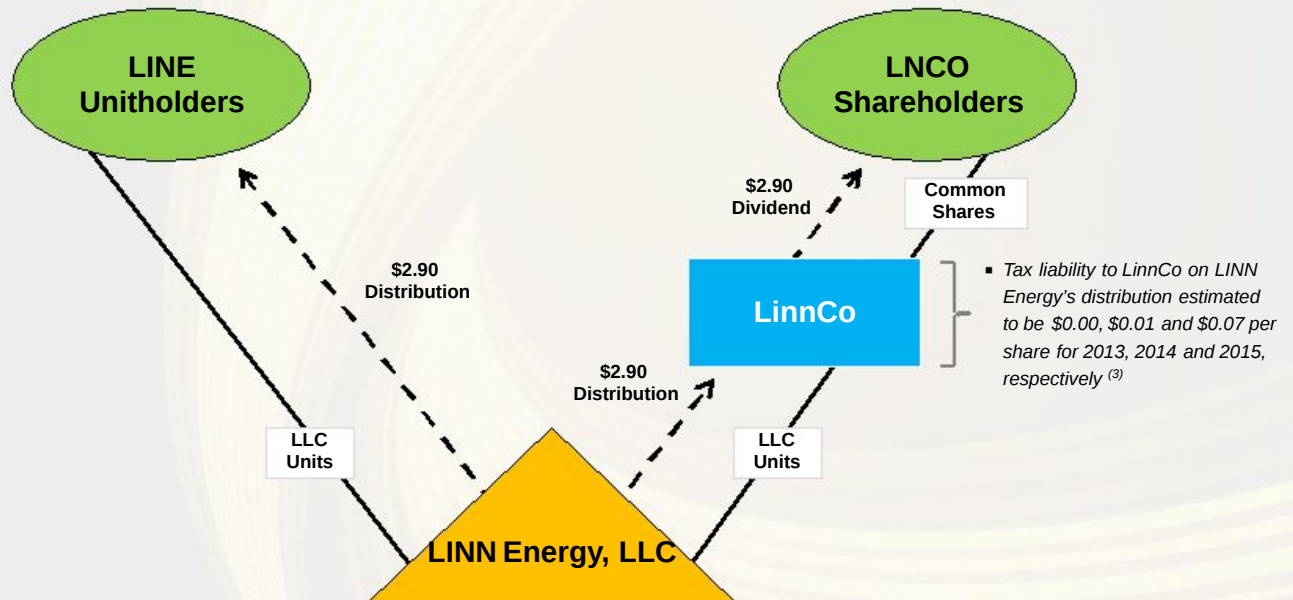 LINE
Unitholders
LNCO
Shareholders
$2.90
Dividend
Common
Shares
$2.90
Distribution
LinnCo
▪ Tax liability to LinnCo on LINN
Energy’s distribution estimated
to be $0.00, $0.01 and $0.07 per
share for 2013, 2014 and 2015,
respectively (3)
$2.90
Distribution
LLC
Units
LLC
Units
LINN Energy, LLC